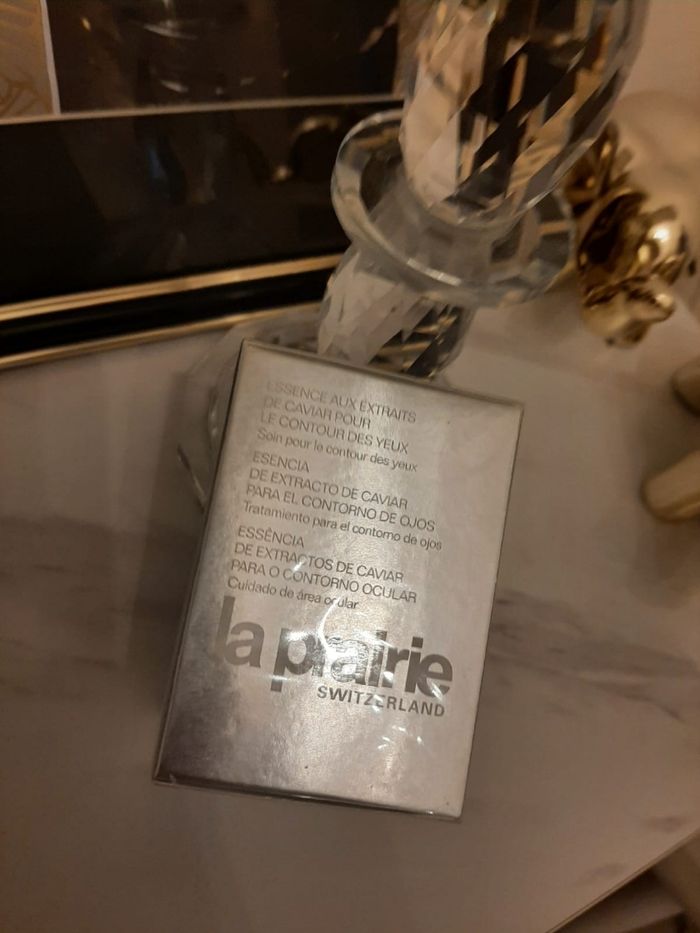 ESSENCE AUX EXTRAITS
DE CAVIAR POUR
LE CONTOUR DES YEUX
Soin pour le contour des yeux
ESENCIA
DE EXTRACTO DE CAVIAR
PARA EL CONTORNO DE OJOS
Tratamiento para el contorno de ojos
ESSÊNCIA
DE EXTRACTOS DE CAVIAR
PARA O CONTORNO OCULAR
Cuidado de área ocular
la prairie
SWITZERLAND